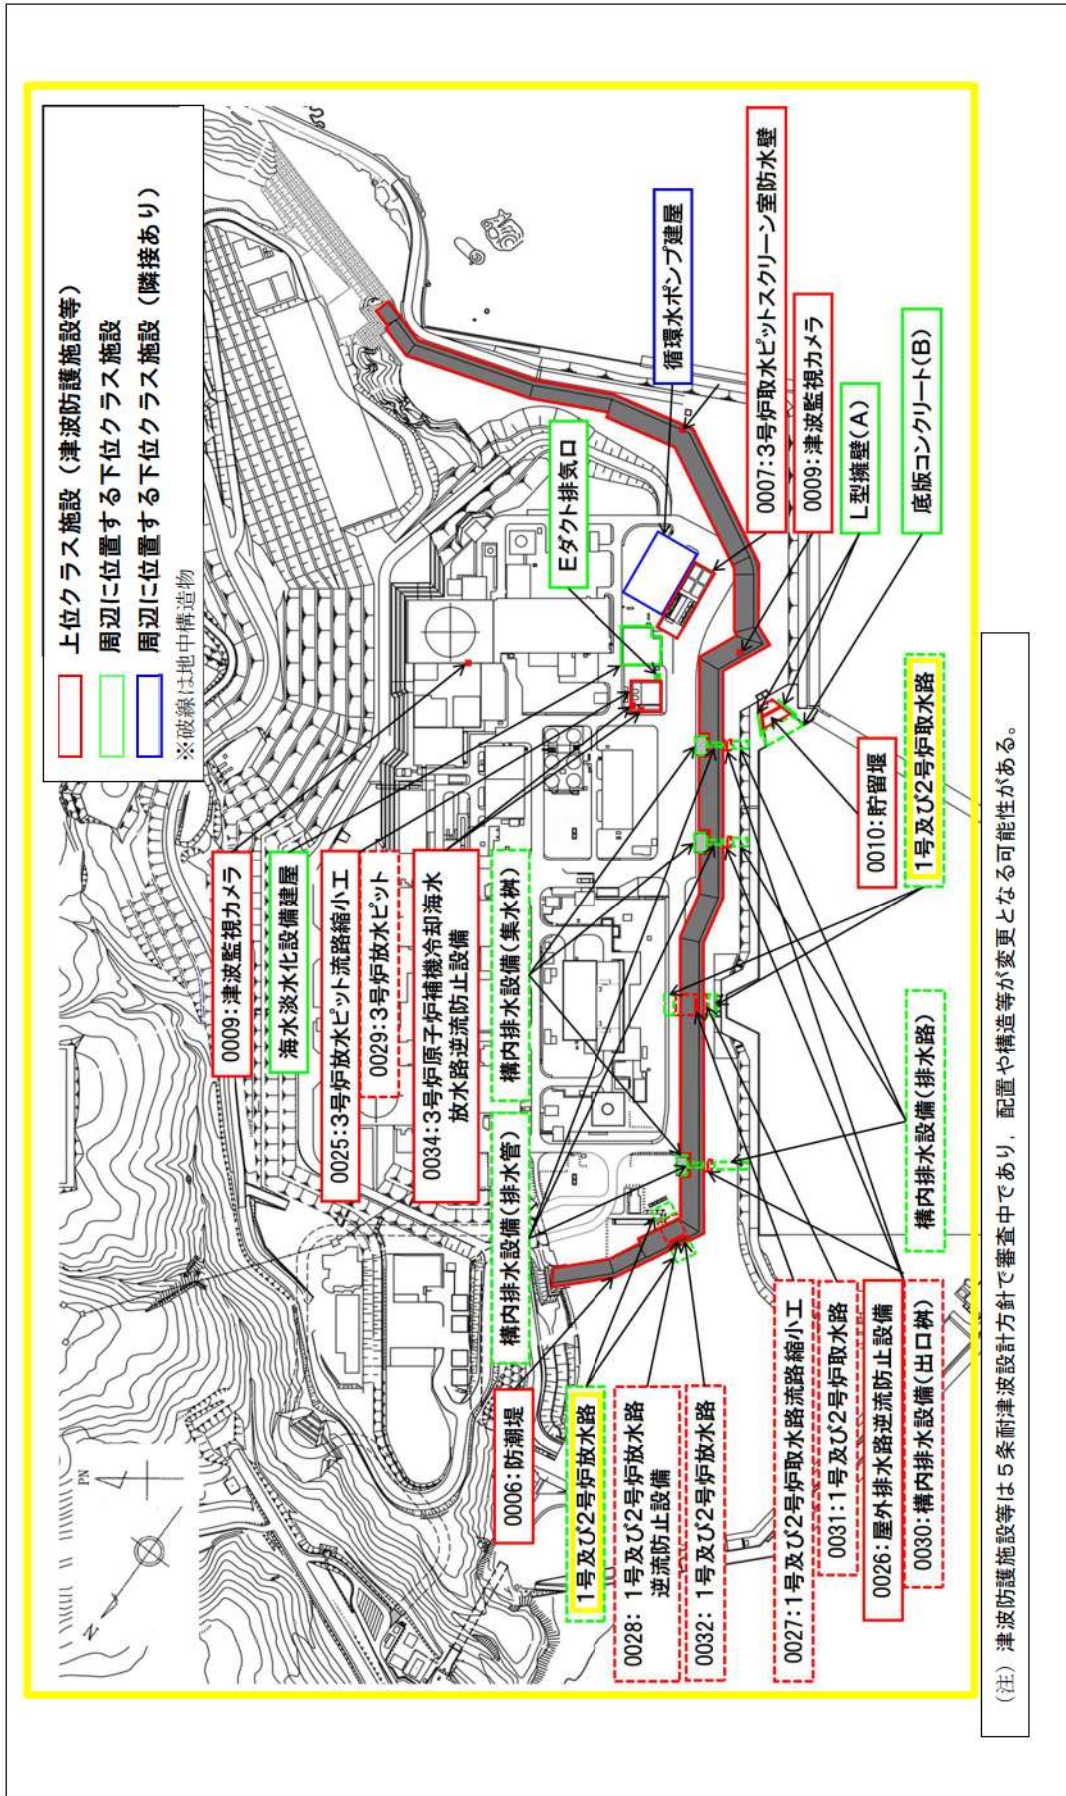 上位クラス施設（津波防護施設等）
周辺に位置する下位クラス施設
周辺に位置する下位クラス施設（隣接あり）
※破線は地中構造物
0009：津波監視カメラ
海水淡水化設備建屋
0025：3号炉放水ピット流路縮小工
0029：3号炉放水ピット
0034：3号炉原子炉補機冷却海水
放水路逆流防止設備
構内排水設備（集水桝）
構内排水設備（排水管）
Eダクト排気口
循環水ポンプ建屋
0007：3号炉取水ピットスクリーン室防水壁
0009：津波監視カメラ
L型擁壁(A)
底版コンクリート(B)
0010：貯留堰
1号及び2号炉取水路
構内排水設備（排水路）
0006：防潮堤
1号及び2号炉放水路
0028：1号及び2号炉放水路
逆流防止設備
0032：1号及び2号炉放水路
0027：1号及び2号炉取水路流路縮小工
0031：1号及び2号炉取水路
0026：屋外排水路逆流防止設備
0030：構内排水設備（出口桝）
PN
N
（注）津波防護施設等は５条耐津波設計方針で審査中であり，配置や構造等が変更となる可能性がある。